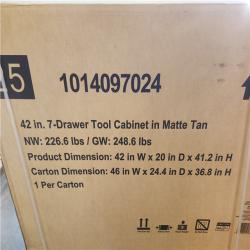 5
1014097024
42 in. 7-Drawer Tool Cabinet in Matte Tan
NW: 226.6 lbs / GW: 248.6 lbs
Product Dimension: 42 in W x 20 in D x 41.2 in H
Carton Dimension: 46 in W x 24.4 in D x 36.8 in H
1 Per Carton